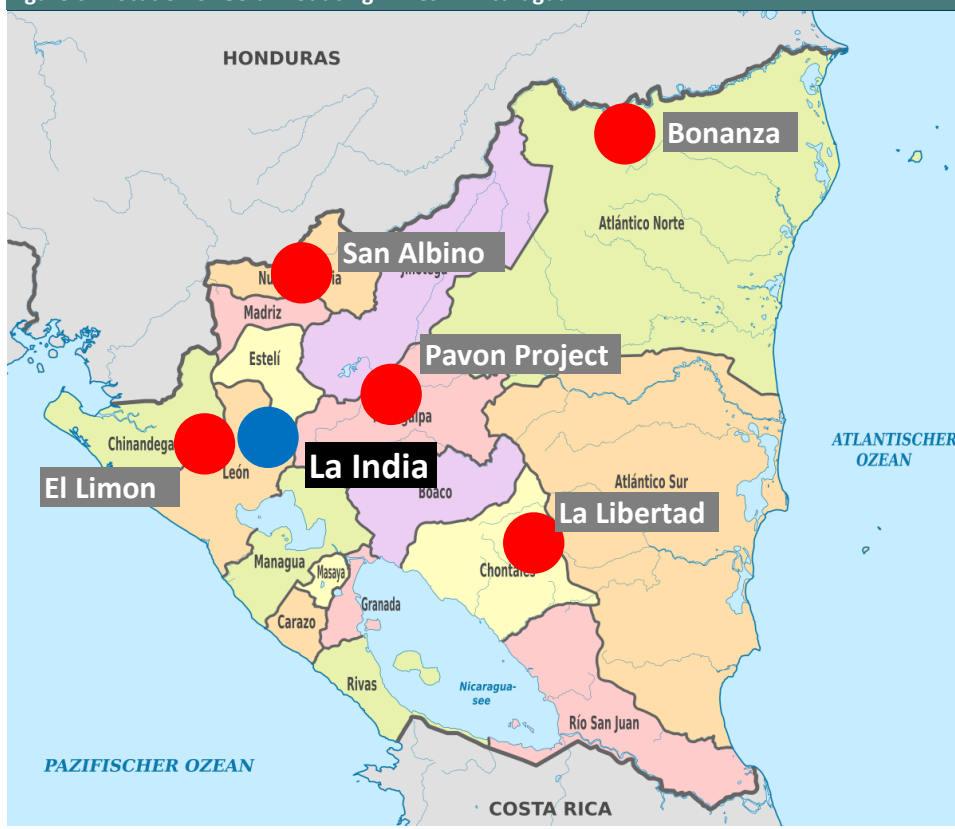 HONDURAS
Bonanza
Atlántico Norte
San Albino
Madriz
Estelí
Pavon Project
Chinandega
León
La India
El Limon
Boaco
Atlántico Sur
La Libertad
ATLANTISCHER
OZEAN
Managua
Masaya
Chontales
Granada
Carazo
Rivas
Nicaragua-
see
Río San Juan
PAZIFISCHER OZEAN
COSTA RICA